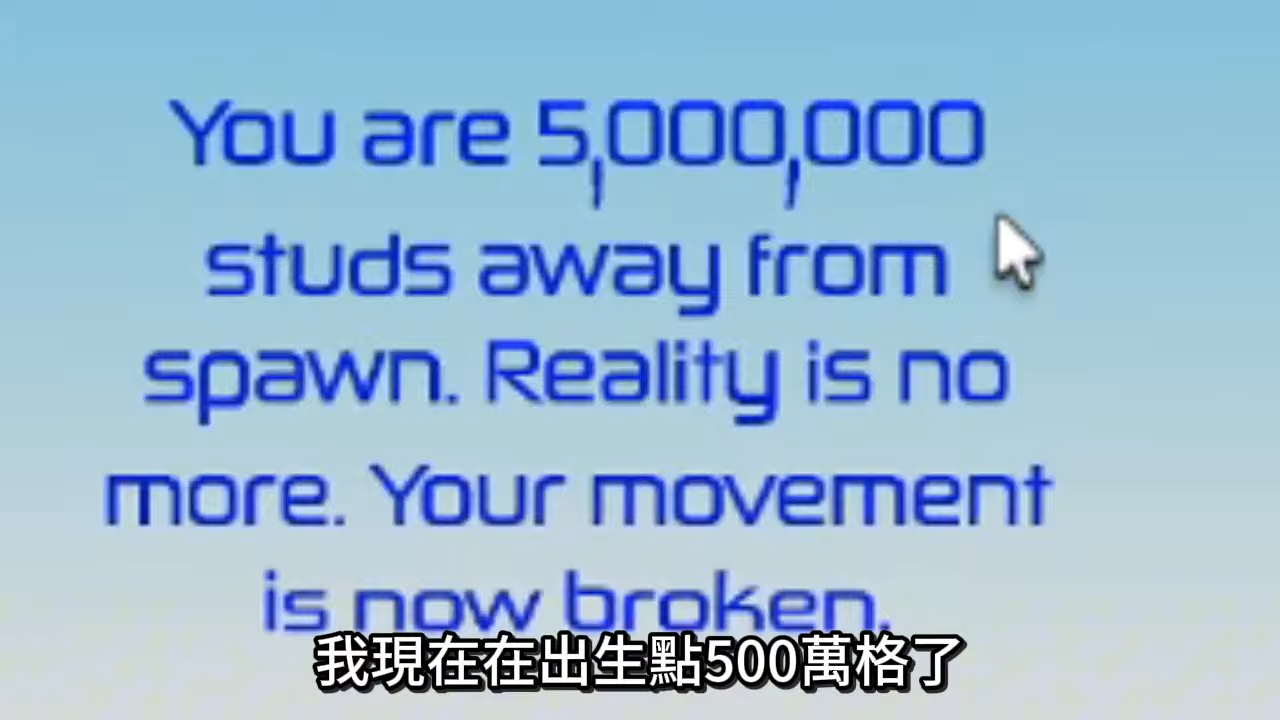 You are 5,000,000
studs away from
spawn. Reality is no
more. Your movement
is now broken.
我現在在出生點500萬格了